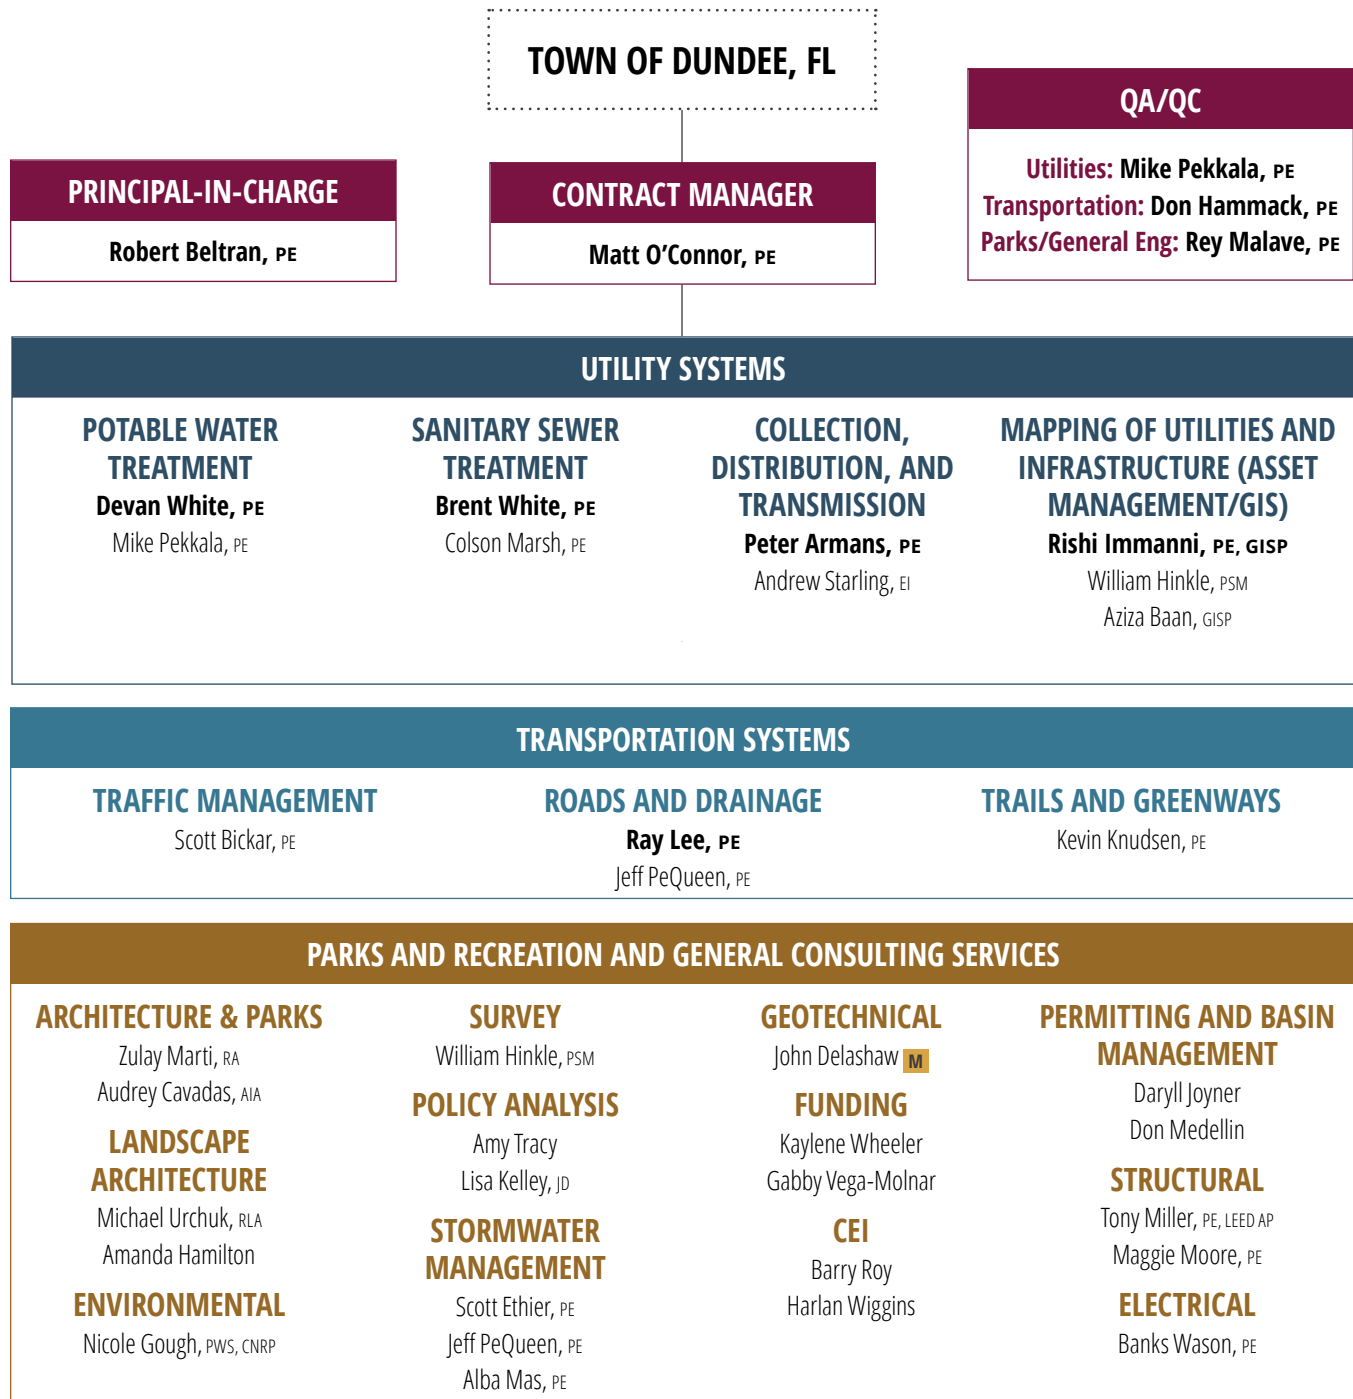 TOWN OF DUNDEE, FL
QA/QC
Utilities: Mike Pekkala, PE
Transportation: Don Hammack, PE
Parks/General Eng: Rey Malave, PE
PRINCIPAL-IN-CHARGE
Robert Beltran, PE
CONTRACT MANAGER
Matt O'Connor, PE
UTILITY SYSTEMS
POTABLE WATER
TREATMENT
Devan White, PE
Mike Pekkala, PE
SANITARY SEWER
TREATMENT
Brent White, PE
Colson Marsh, PE
COLLECTION,
DISTRIBUTION, AND
TRANSMISSION
Peter Armans, PE
Andrew Starling, EI
MAPPING OF UTILITIES AND
INFRASTRUCTURE (ASSET
MANAGEMENT/GIS)
Rishi Immanni, PE, GISP
William Hinkle, PSM
Aziza Baan, GISP
TRANSPORTATION SYSTEMS
TRAFFIC MANAGEMENT
Scott Bickar, PE
ROADS AND DRAINAGE
Ray Lee, PE
Jeff PeQueen, PE
TRAILS AND GREENWAYS
Kevin Knudsen, PE
PARKS AND RECREATION AND GENERAL CONSULTING SERVICES
ARCHITECTURE & PARKS
Zulay Marti, RA
Audrey Cavadas, AIA
LANDSCAPE
ARCHITECTURE
Michael Urchuk, RLA
Amanda Hamilton
ENVIRONMENTAL
Nicole Gough, PWS, CNRP
SURVEY
William Hinkle, PSM
POLICY ANALYSIS
Amy Tracy
Lisa Kelley, JD
STORMWATER
MANAGEMENT
Scott Ethier, PE
Jeff PeQueen, PE
Alba Mas, PE
GEOTECHNICAL
John Delashaw M
FUNDING
Kaylene Wheeler
Gabby Vega-Molnar
CEI
Barry Roy
Harlan Wiggins
PERMITTING AND BASIN
MANAGEMENT
Daryll Joyner
Don Medellin
STRUCTURAL
Tony Miller, PE, LEED AP
Maggie Moore, PE
ELECTRICAL
Banks Wason, PE